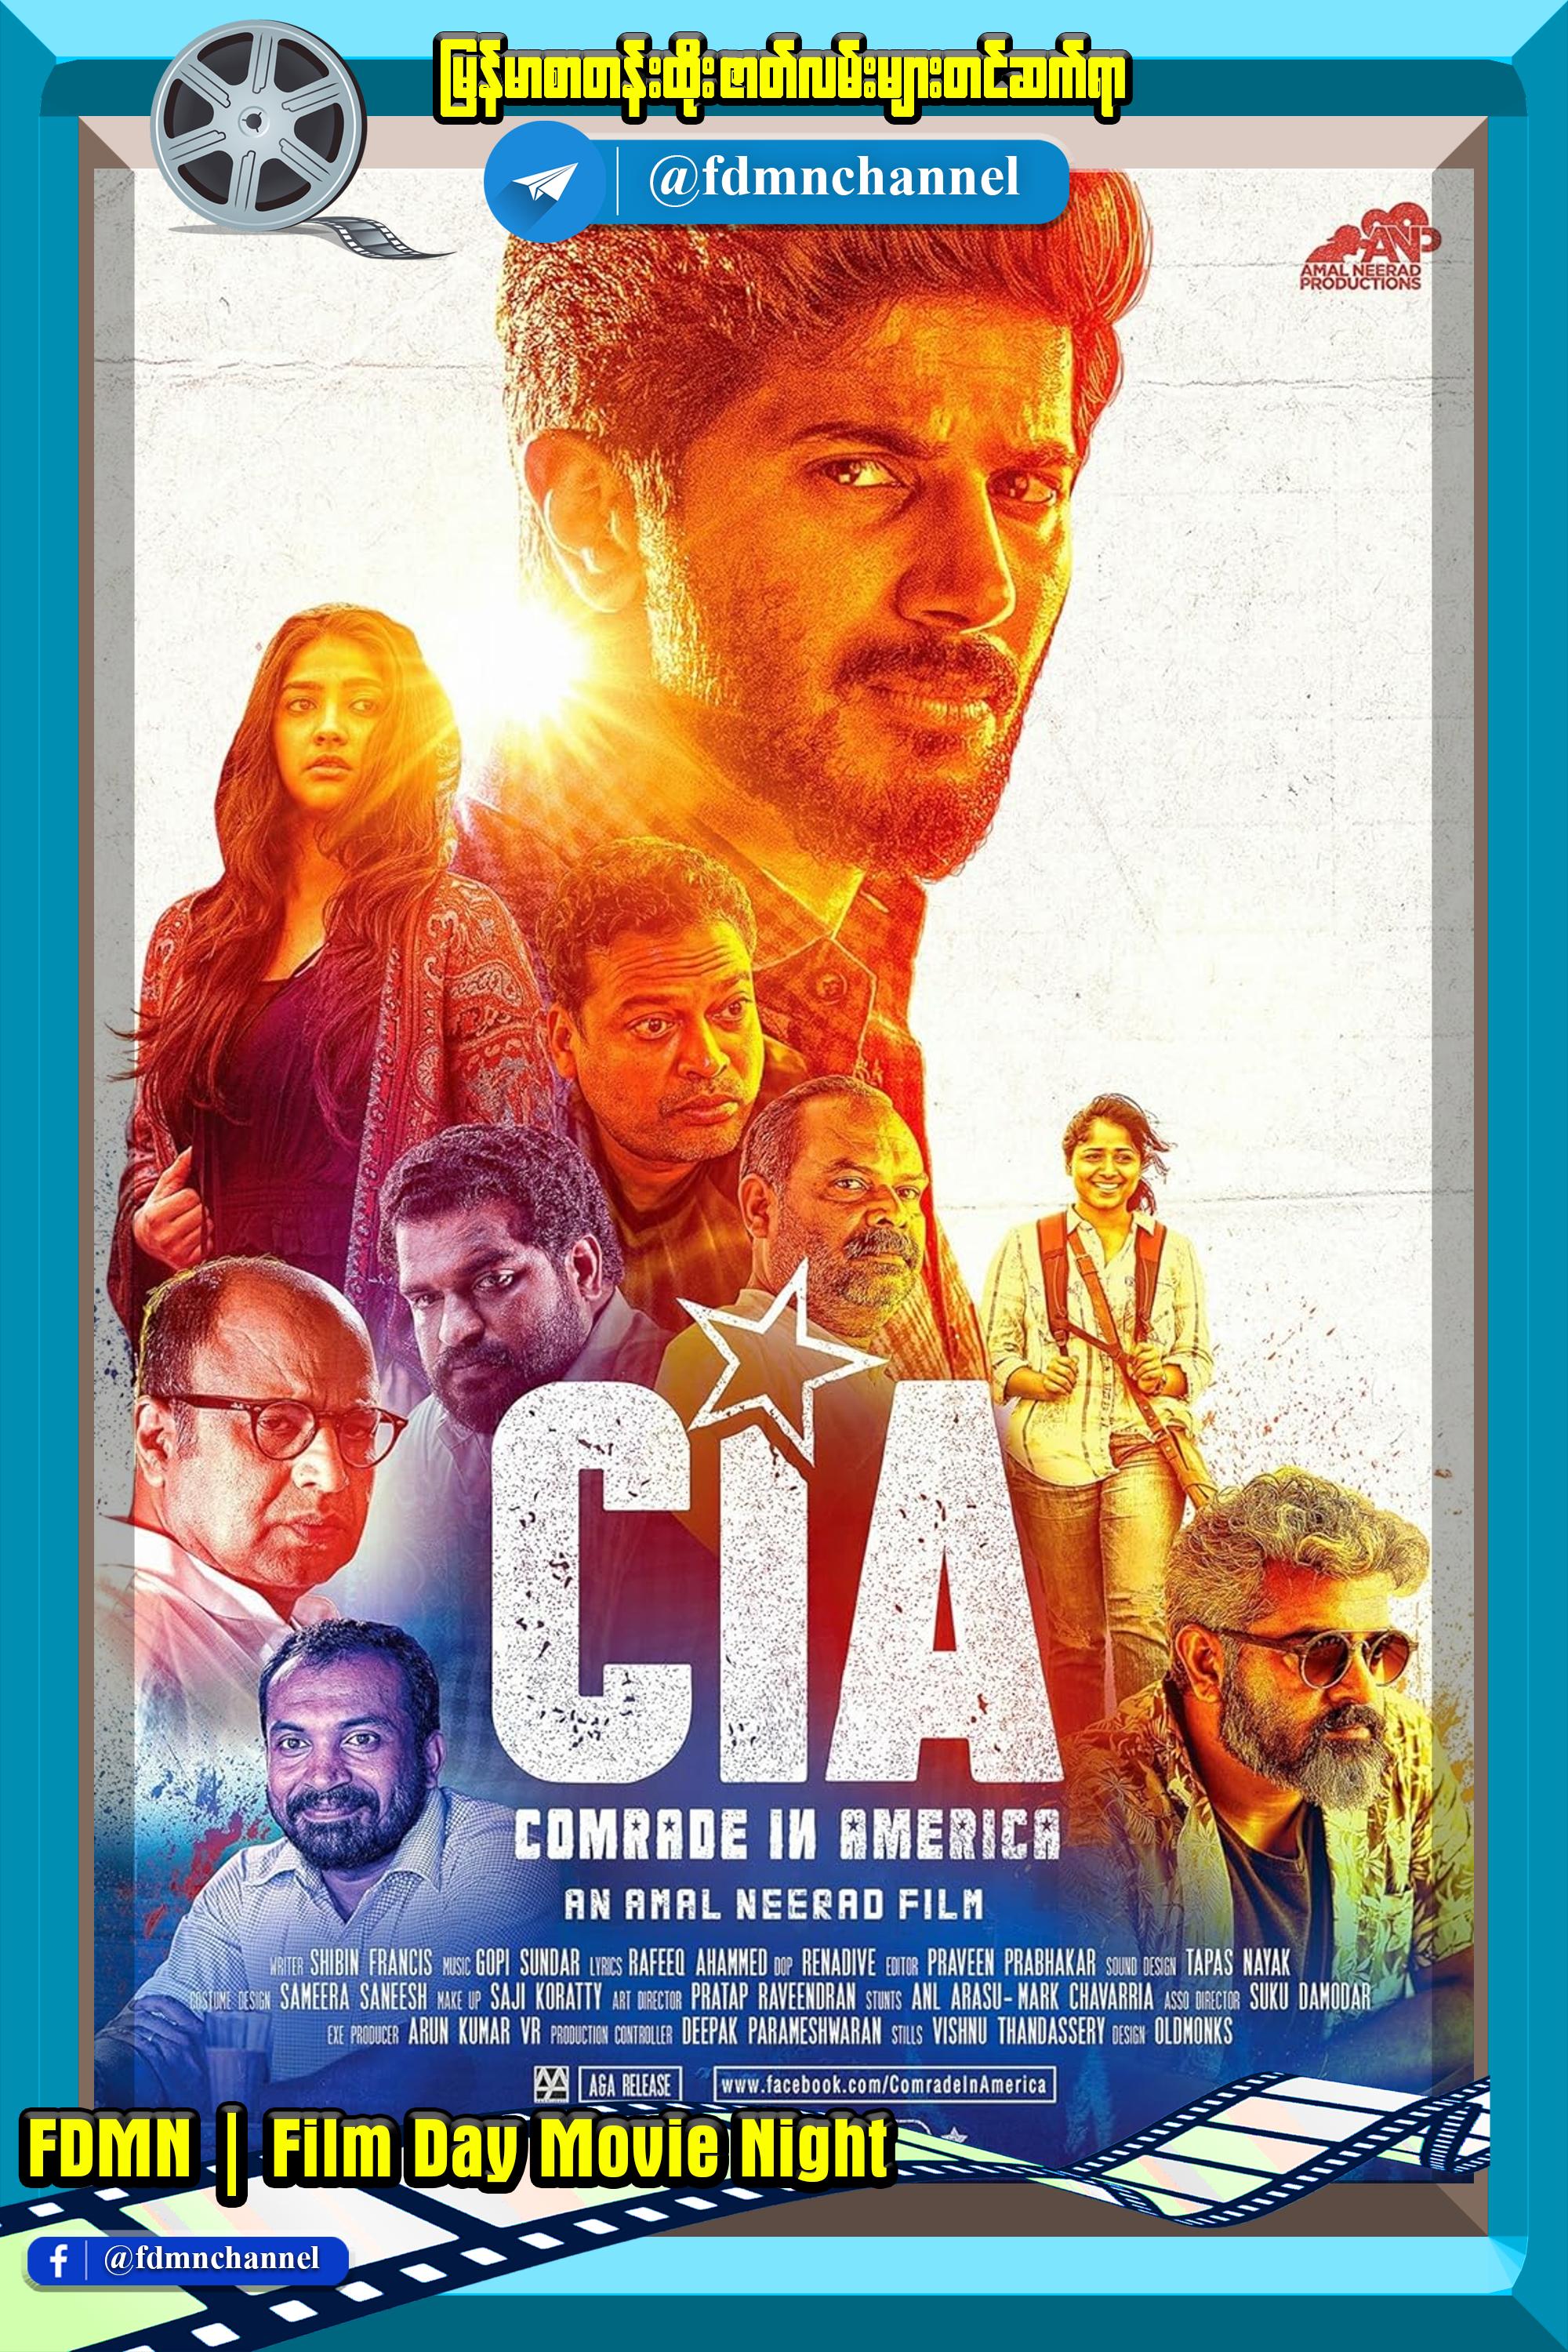 မြန်မာစာတန်းထိုး ဇာတ်လမ်းများတင်ဆက်ရာ
@fdmnchannel
ANP
AMAL NEERAD
PRODUCTIONS
CiA
COMRADE IN AMERICA
AN AMAL NEERAD FILM
WRITER SHIBIN FRANCIS MUSIC GOPI SUNDAR LYRICS RAFEEQ AHAMMED DOP RENADIVE EDITOR PRAVEEN PRABHAKAR SOUND DESIGN TAPAS NAYAK
COSTUME DESIGN SAMEERA SANEESH MAKE UP SAJI KORATTY ART DIRECTOR PRATAP RAVEENDRAN STUNTS ANL ARASU - MARK CHAVARRIA ASSO DIRECTOR SUKU DAMODAR
EXE PRODUCER ARUN KUMAR VR PRODUCTION CONTROLLER DEEPAK PARAMESHWARAN STILLS VISHNU THANDASSERY DESIGN OLDMONKS
A&A RELEASE www.facebook.com/ComradeInAmerica
FDMN | Film Day Movie Night
@fdmnchannel